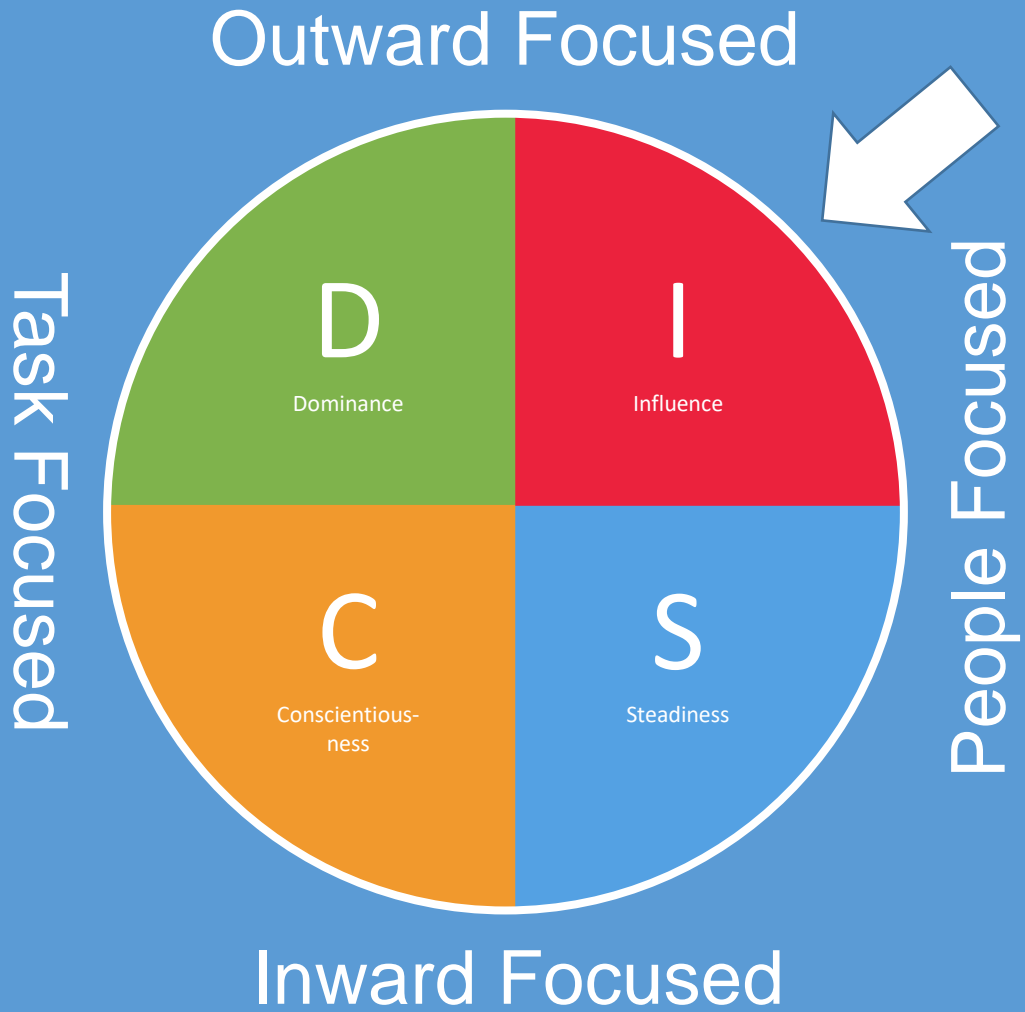 Outward Focused
Task Focused
D
Dominance
I
Influence
People Focused
C
Conscientious-
ness
S
Steadiness
Inward Focused